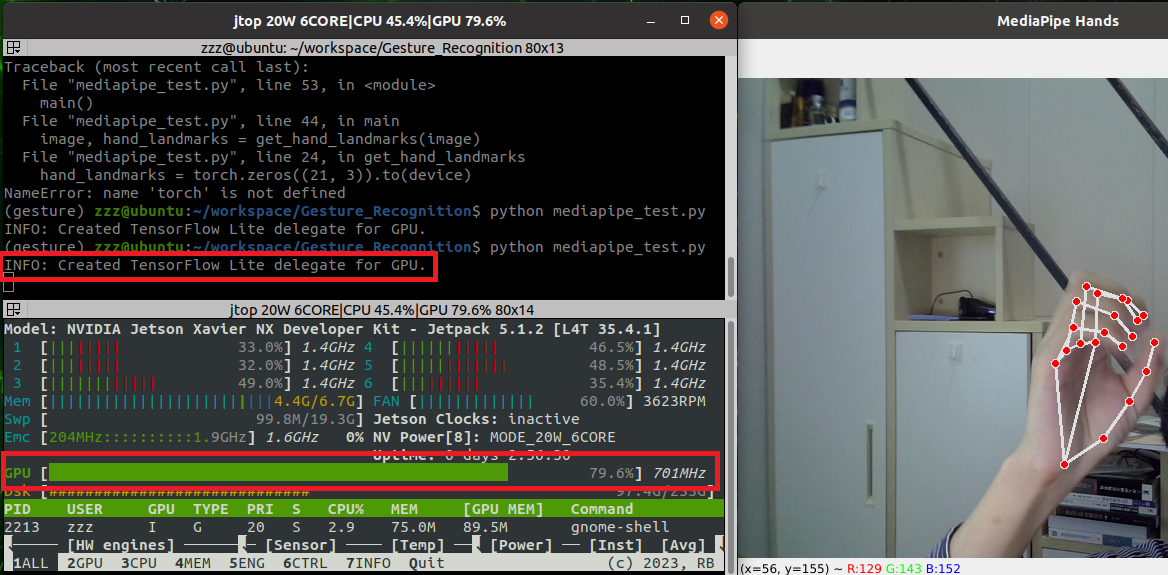 jtop 20W 6CORE|CPU 45.4%|GPU 79.6%
zzz@ubuntu: ~/workspace/Gesture_Recognition 80x13
Traceback (most recent call last):
File "mediapipe_test.py", line 53, in <module>
main()
File "mediapipe_test.py", line 44, in main
image, hand_landmarks = get_hand_landmarks(image)
File "mediapipe_test.py", line 24, in get_hand_landmarks
hand_landmarks = torch.zeros((21, 3)).to(device)
NameError: name 'torch' is not defined
(gesture) zzz@ubuntu:~/workspace/Gesture_Recognition$ python mediapipe_test.py
INFO: Created TensorFlow Lite delegate for GPU.
(gesture) zzz@ubuntu:~/workspace/Gesture_Recognition$ python mediapipe_test.py
INFO: Created TensorFlow Lite delegate for GPU.
jtop 20W 6CORE|CPU 45.4%|GPU 79.6% 80x14
Model: NVIDIA Jetson Xavier NX Developer Kit - Jetpack 5.1.2 [L4T 35.4.1]
1 [||||||||| 33.0%] 1.4GHz 4 [||||||||||||| 46.5%] 1.4GHz
2 [||||||||| 32.0%] 1.4GHz 5 [|||||||||||||| 48.5%] 1.4GHz
3 [|||||||||||||| 49.0%] 1.4GHz 6 [|||||||||| 35.4%] 1.4GHz
Mem [||||||||||||||||||||||||||||4.4G/6.7G] FAN [||||||||||||| 60.0%] 3623RPM
Swp [ 99.8M/19.3G] Jetson Clocks: inactive
Emc [204MHz::::::::::1.9GHz] 1.6GHz 0% NV Power[8]: MODE_20W_6CORE
Uptime: 0 days 2:56:50
GPU [ 79.6%] 701MHz
Dsk [############################# 97.4G/233G]
PID USER GPU TYPE PRI S CPU% MEM [GPU MEM] Command
2213 zzz I G 20 S 2.9 75.0M 89.5M gnome-shell
[HW engines] [Sensor] [Temp] [Power] [Inst] [Avg]
1ALL 2GPU 3CPU 4MEM 5ENG 6CTRL 7INFO Quit (c) 2023, RB
MediaPipe Hands
(x=56, y=155) ~ R:129 G:143 B:152